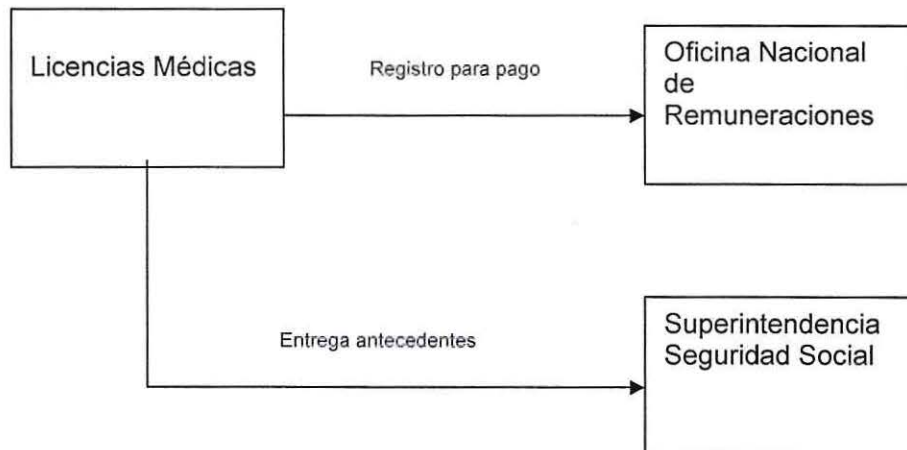 Licencias Médicas
Registro para pago
Oficina Nacional
de
Remuneraciones
Entrega antecedentes
Superintendencia
Seguridad Social